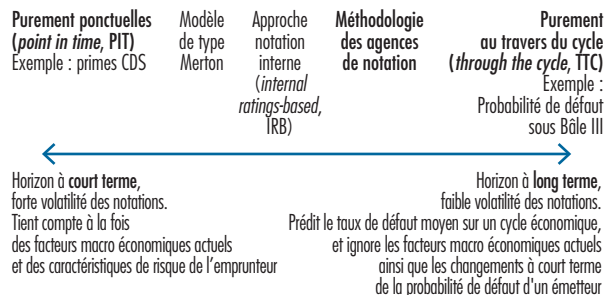 Purement ponctuelles
(point in time, PIT)
Exemple : primes CDS
Modèle
de type
Merton
Approche
notation
interne
(internal
ratings-based,
IRB)
Méthodologie
des agences
de notation
Purement
au travers du cycle
(through the cycle, TTC)
Exemple :
Probabilité de défaut
sous Bâle III
Horizon à court terme,
forte volatilité des notations.
Tient compte à la fois
des facteurs macro économiques actuels
et des caractéristiques de risque de l'emprunteur
Horizon à long terme,
faible volatilité des notations.
Prédit le taux de défaut moyen sur un cycle économique,
et ignore les facteurs macro économiques actuels
ainsi que les changements à court terme
de la probabilité de défaut d'un émetteur